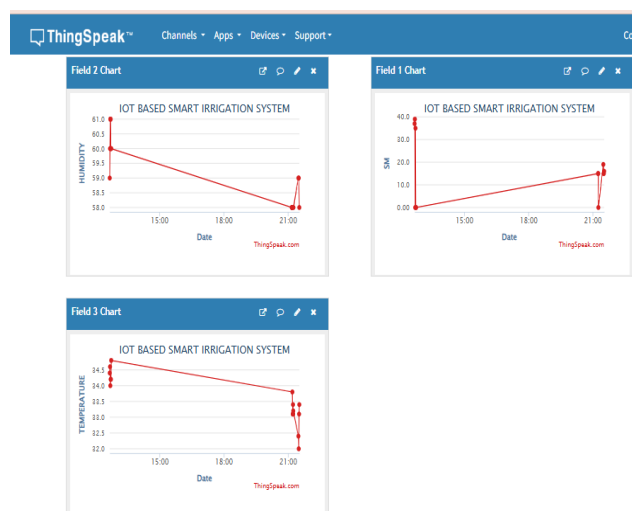 ThingSpeak™ Channels Apps Devices Support Co
Field 2 Chart
IOT BASED SMART IRRIGATION SYSTEM
61.0
60.5
60.0
59.5
59.0
58.5
58.0
HUMIDITY
15:00 18:00 21:00
Date
ThingSpeak.com
Field 1 Chart
IOT BASED SMART IRRIGATION SYSTEM
40.0
30.0
20.0
10.0
0.00
SM
15:00 18:00 21:00
Date
ThingSpeak.com
Field 3 Chart
IOT BASED SMART IRRIGATION SYSTEM
34.5
34.0
33.5
33.0
32.5
32.0
TEMPERATURE
15:00 18:00 21:00
Date
ThingSpeak.com